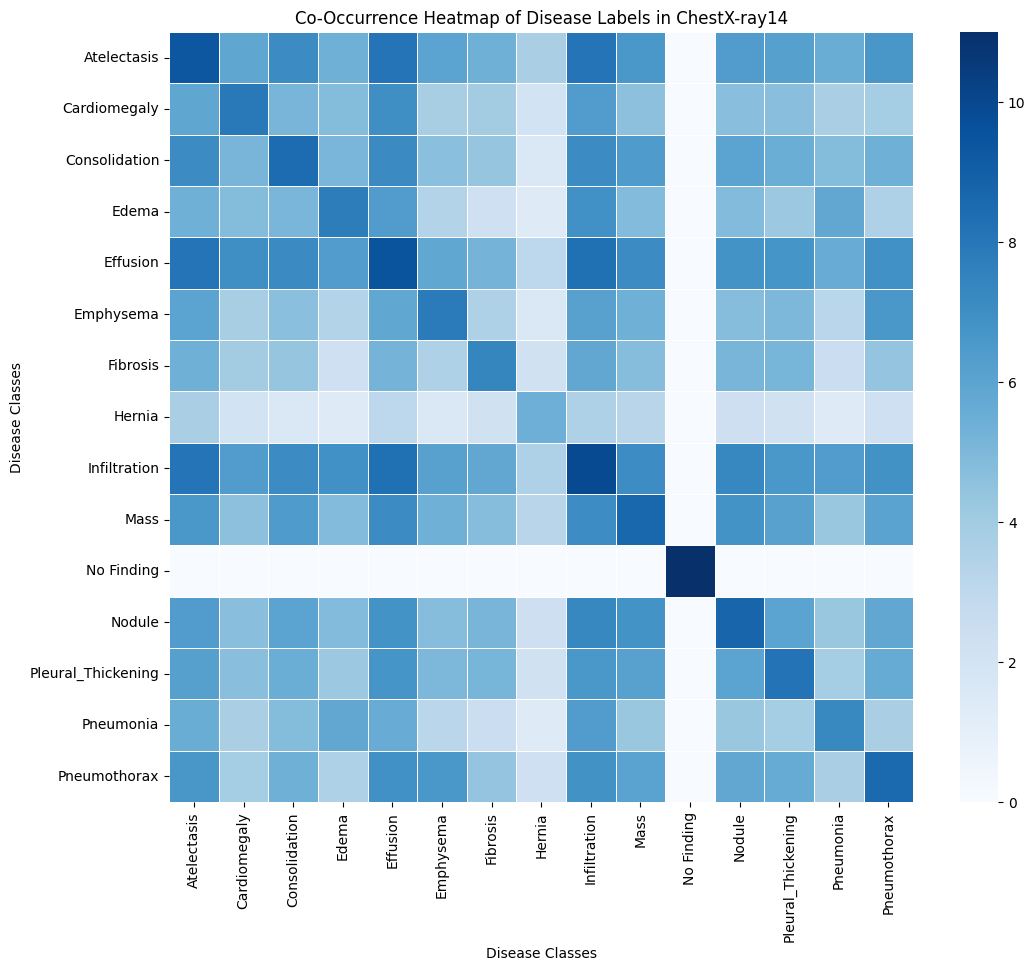 Co-Occurrence Heatmap of Disease Labels in ChestX-ray14
Disease Classes
Atelectasis
Cardiomegaly
Consolidation
Edema
Effusion
Emphysema
Fibrosis
Hernia
Infiltration
Mass
No Finding
Nodule
Pleural_Thickening
Pneumonia
Pneumothorax
10
8
6
4
2
0
Atelectasis
Cardiomegaly
Consolidation
Edema
Effusion
Emphysema
Fibrosis
Hernia
Infiltration
Mass
No Finding
Nodule
Pleural_Thickening
Pneumonia
Pneumothorax
Disease Classes